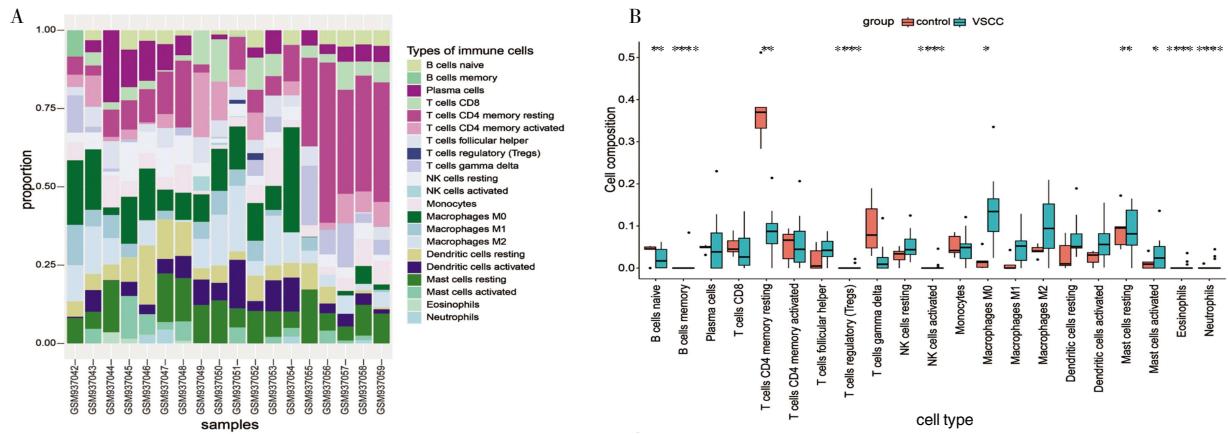 A
1.00
0.75
0.50
0.25
0.00
proportion
GSM937042
GSM937043
GSM937044
GSM937045
GSM937046
GSM937047
GSM937048
GSM937049
GSM937050
GSM937051
GSM937052
GSM937053
GSM937054
GSM937055
GSM937056
GSM937057
GSM937058
GSM937059
samples
Types of immune cells
B cells naive
B cells memory
Plasma cells
T cells CD8
T cells CD4 memory resting
T cells CD4 memory activated
T cells follicular helper
T cells regulatory (Tregs)
T cells gamma delta
NK cells resting
NK cells activated
Monocytes
Macrophages M0
Macrophages M1
Macrophages M2
Dendritic cells resting
Dendritic cells activated
Mast cells resting
Mast cells activated
Eosinophils
Neutrophils
B
group control VSCC
** **** ** **** **** * ** * **** ****
0.5
0.4
0.3
0.2
0.1
0.0
Cell composition
B cells naive
B cells memory
Plasma cells
T cells CD8
T cells CD4 memory resting
T cells CD4 memory activated
T cells follicular helper
T cells regulatory (Tregs)
T cells gamma delta
NK cells resting
NK cells activated
Monocytes
Macrophages M0
Macrophages M1
Macrophages M2
Dendritic cells resting
Dendritic cells activated
Mast cells resting
Mast cells activated
Eosinophils
Neutrophils
cell type